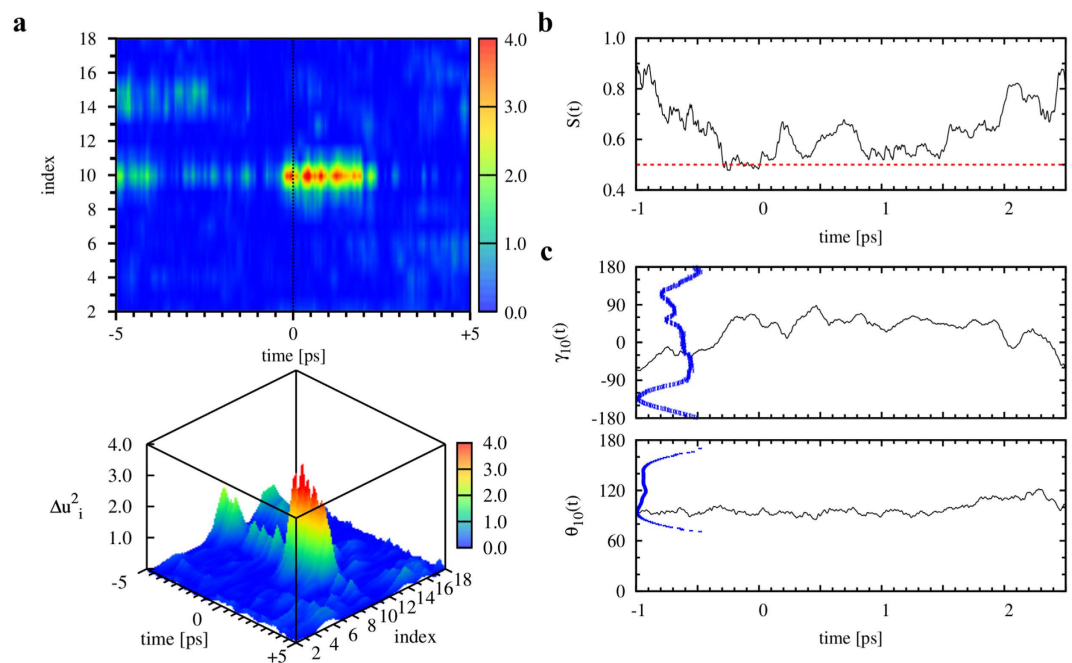 a
18
16
14
12
10
8
6
4
2
index
-5
0
+5
time [ps]
4.0
3.0
2.0
1.0
0.0
4.0
3.0
2.0
1.0
Δu²ᵢ
-5
0
+5
time [ps]
2 4 6 8 10 12 14 16 18
index
4.0
3.0
2.0
1.0
0.0
b
1.0
0.8
0.6
0.4
S(t)
-1 0 1 2
time [ps]
c
180
90
0
-90
-180
γ₁₀(t)
180
120
60
0
θ₁₀(t)
-1 0 1 2
time [ps]